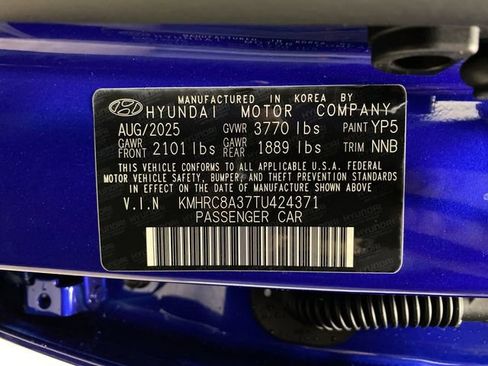 MANUFACTURED IN KOREA BY
HYUNDAI MOTOR COMPANY
AUG/2025 GVWR 3770 lbs PAINT YP5
GAWR FRONT 2101 lbs GAWR REAR 1889 lbs TRIM NNB
THIS VEHICLE CONFORMS TO ALL APPLICABLE U.S.A. FEDERAL
MOTOR VEHICLE SAFETY, BUMPER, AND THEFT PREVENTION STANDARDS
IN EFFECT ON THE DATE OF MANUFACTURE SHOWN ABOVE.
V.I.N KMHRC8A37TU424371
PASSENGER CAR